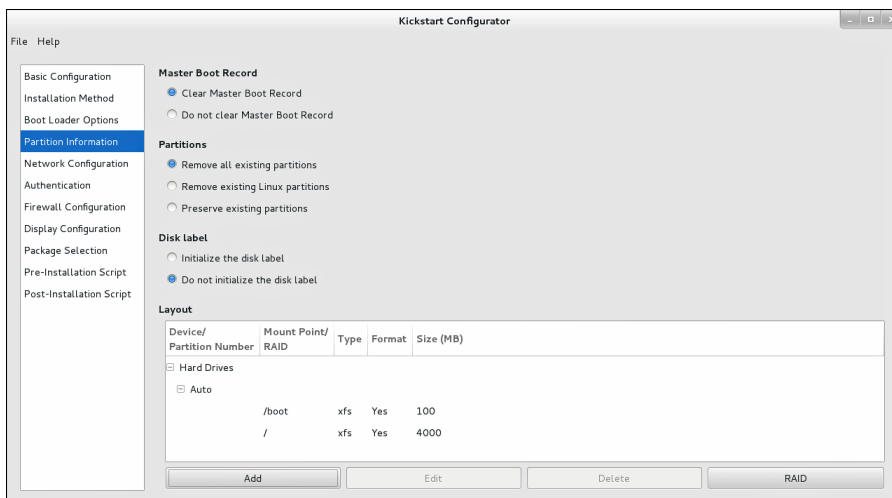 Kickstart Configurator
File Help
Basic Configuration
Installation Method
Boot Loader Options
Partition Information
Network Configuration
Authentication
Firewall Configuration
Display Configuration
Package Selection
Pre-Installation Script
Post-Installation Script
Master Boot Record
Clear Master Boot Record
Do not clear Master Boot Record
Partitions
Remove all existing partitions
Remove existing Linux partitions
Preserve existing partitions
Disk label
Initialize the disk label
Do not initialize the disk label
Layout
Device/ Mount Point/
Partition Number RAID Type Format Size (MB)
Hard Drives
Auto
/boot xfs Yes 100
/ xfs Yes 4000
Add Edit Delete RAID